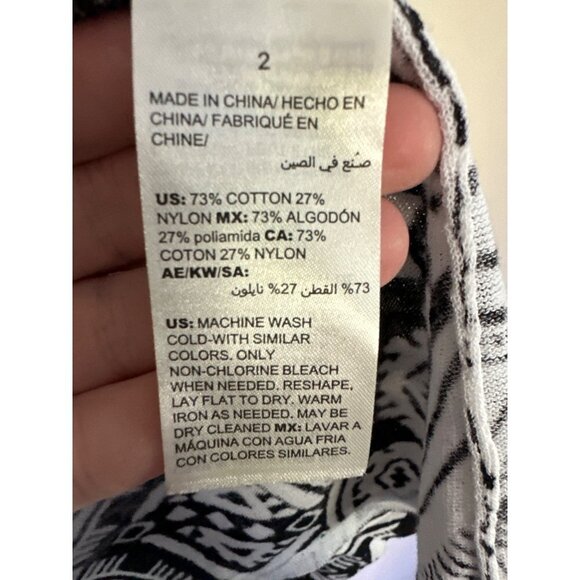 2
MADE IN CHINA/ HECHO EN
CHINA/ FABRIQUÉ EN
CHINE/
صُنع في الصين
US: 73% COTTON 27%
NYLON MX: 73% ALGODÓN
27% poliamida CA: 73%
COTON 27% NYLON
AE/KW/SA:
73% القطن 27% نايلون
US: MACHINE WASH
COLD-WITH SIMILAR
COLORS. ONLY
NON-CHLORINE BLEACH
WHEN NEEDED. RESHAPE,
LAY FLAT TO DRY. WARM
IRON AS NEEDED. MAY BE
DRY CLEANED MX: LAVAR A
MÁQUINA CON AGUA FRIA
CON COLORES SIMILARES.